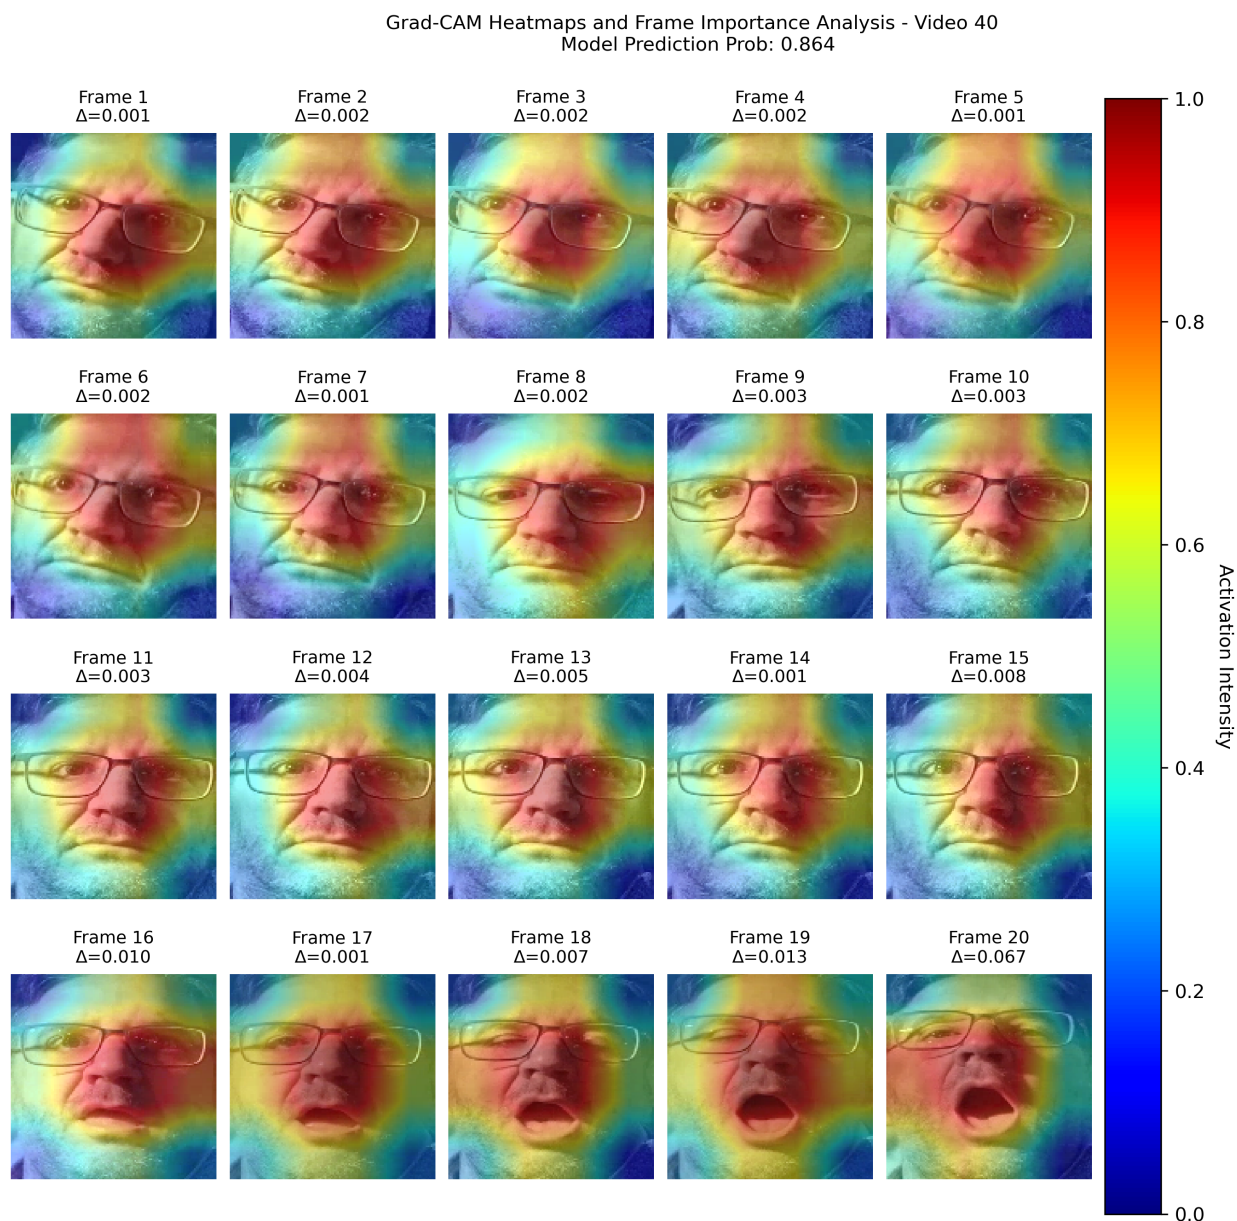 Grad-CAM Heatmaps and Frame Importance Analysis - Video 40
Model Prediction Prob: 0.864
Frame 1
Δ=0.001
Frame 2
Δ=0.002
Frame 3
Δ=0.002
Frame 4
Δ=0.002
Frame 5
Δ=0.001
Frame 6
Δ=0.002
Frame 7
Δ=0.001
Frame 8
Δ=0.002
Frame 9
Δ=0.003
Frame 10
Δ=0.003
Frame 11
Δ=0.003
Frame 12
Δ=0.004
Frame 13
Δ=0.005
Frame 14
Δ=0.001
Frame 15
Δ=0.008
Frame 16
Δ=0.010
Frame 17
Δ=0.001
Frame 18
Δ=0.007
Frame 19
Δ=0.013
Frame 20
Δ=0.067
1.0
0.8
0.6
0.4
0.2
0.0
Activation Intensity